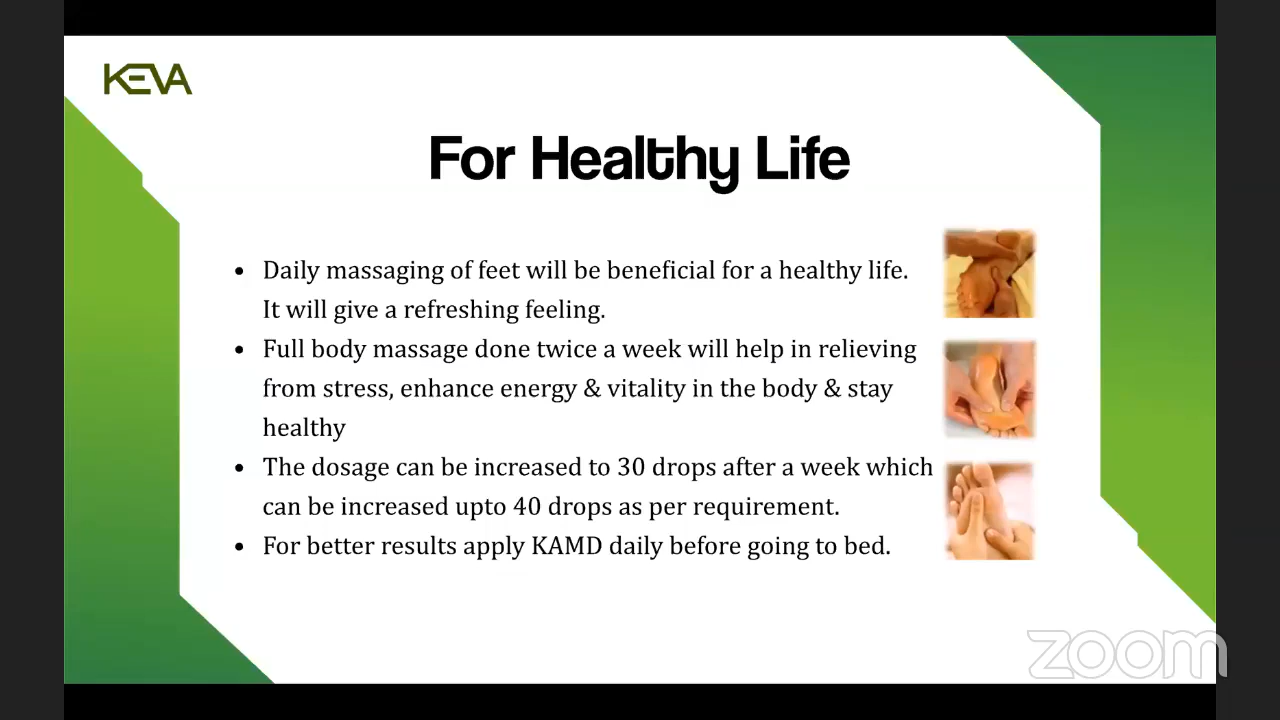 KEVA
For Healthy Life
• Daily massaging of feet will be beneficial for a healthy life.
It will give a refreshing feeling.
• Full body massage done twice a week will help in relieving
from stress, enhance energy & vitality in the body & stay
healthy
• The dosage can be increased to 30 drops after a week which
can be increased upto 40 drops as per requirement.
• For better results apply KAMD daily before going to bed.
zoom